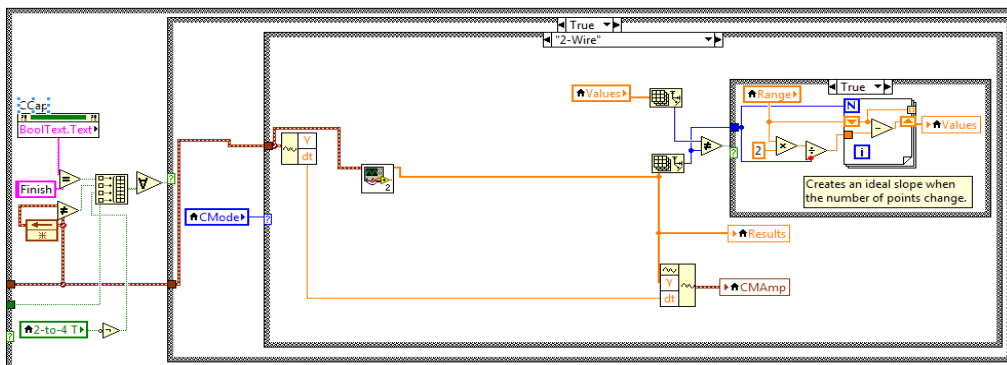 True
"2-Wire"
CCap
BoolText.Text
Finish
2-to-4 T
CMode
Y
dt
2
Values
Range
True
N
2
i
Values
Creates an ideal slope when
the number of points change.
Results
Y
dt
CMAmp